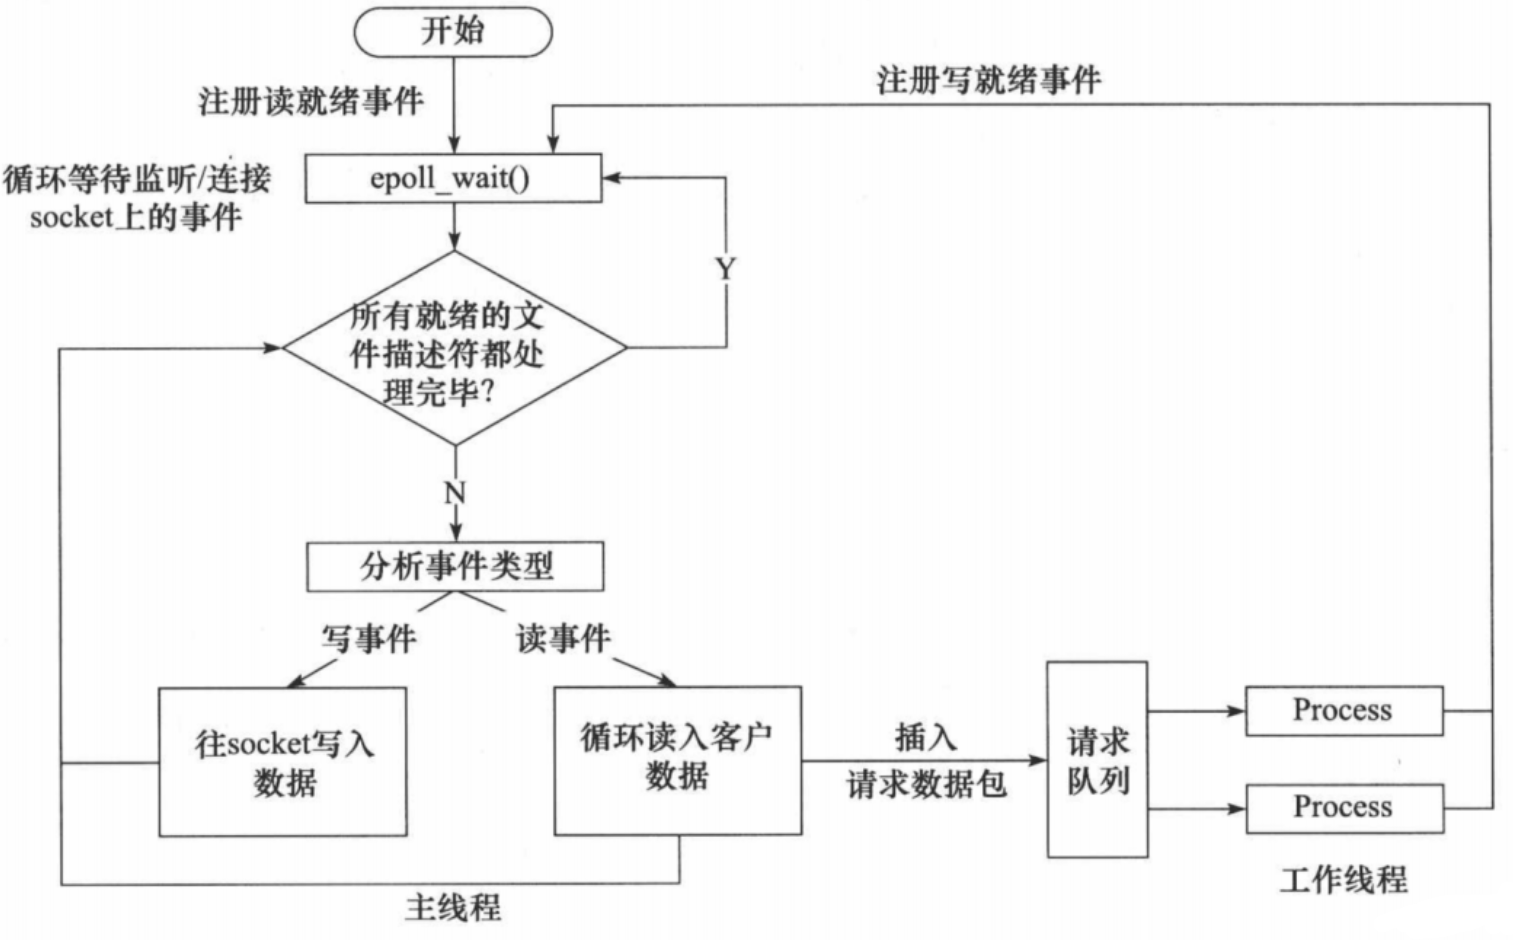 开始
注册读就绪事件
注册写就绪事件
循环等待监听/连接
socket上的事件
epoll_wait()
Y
所有就绪的文
件描述符都处
理完毕?
N
分析事件类型
写事件
读事件
往socket写入
数据
循环读入客户
数据
插入
请求数据包
请求
队列
Process
Process
工作线程
主线程